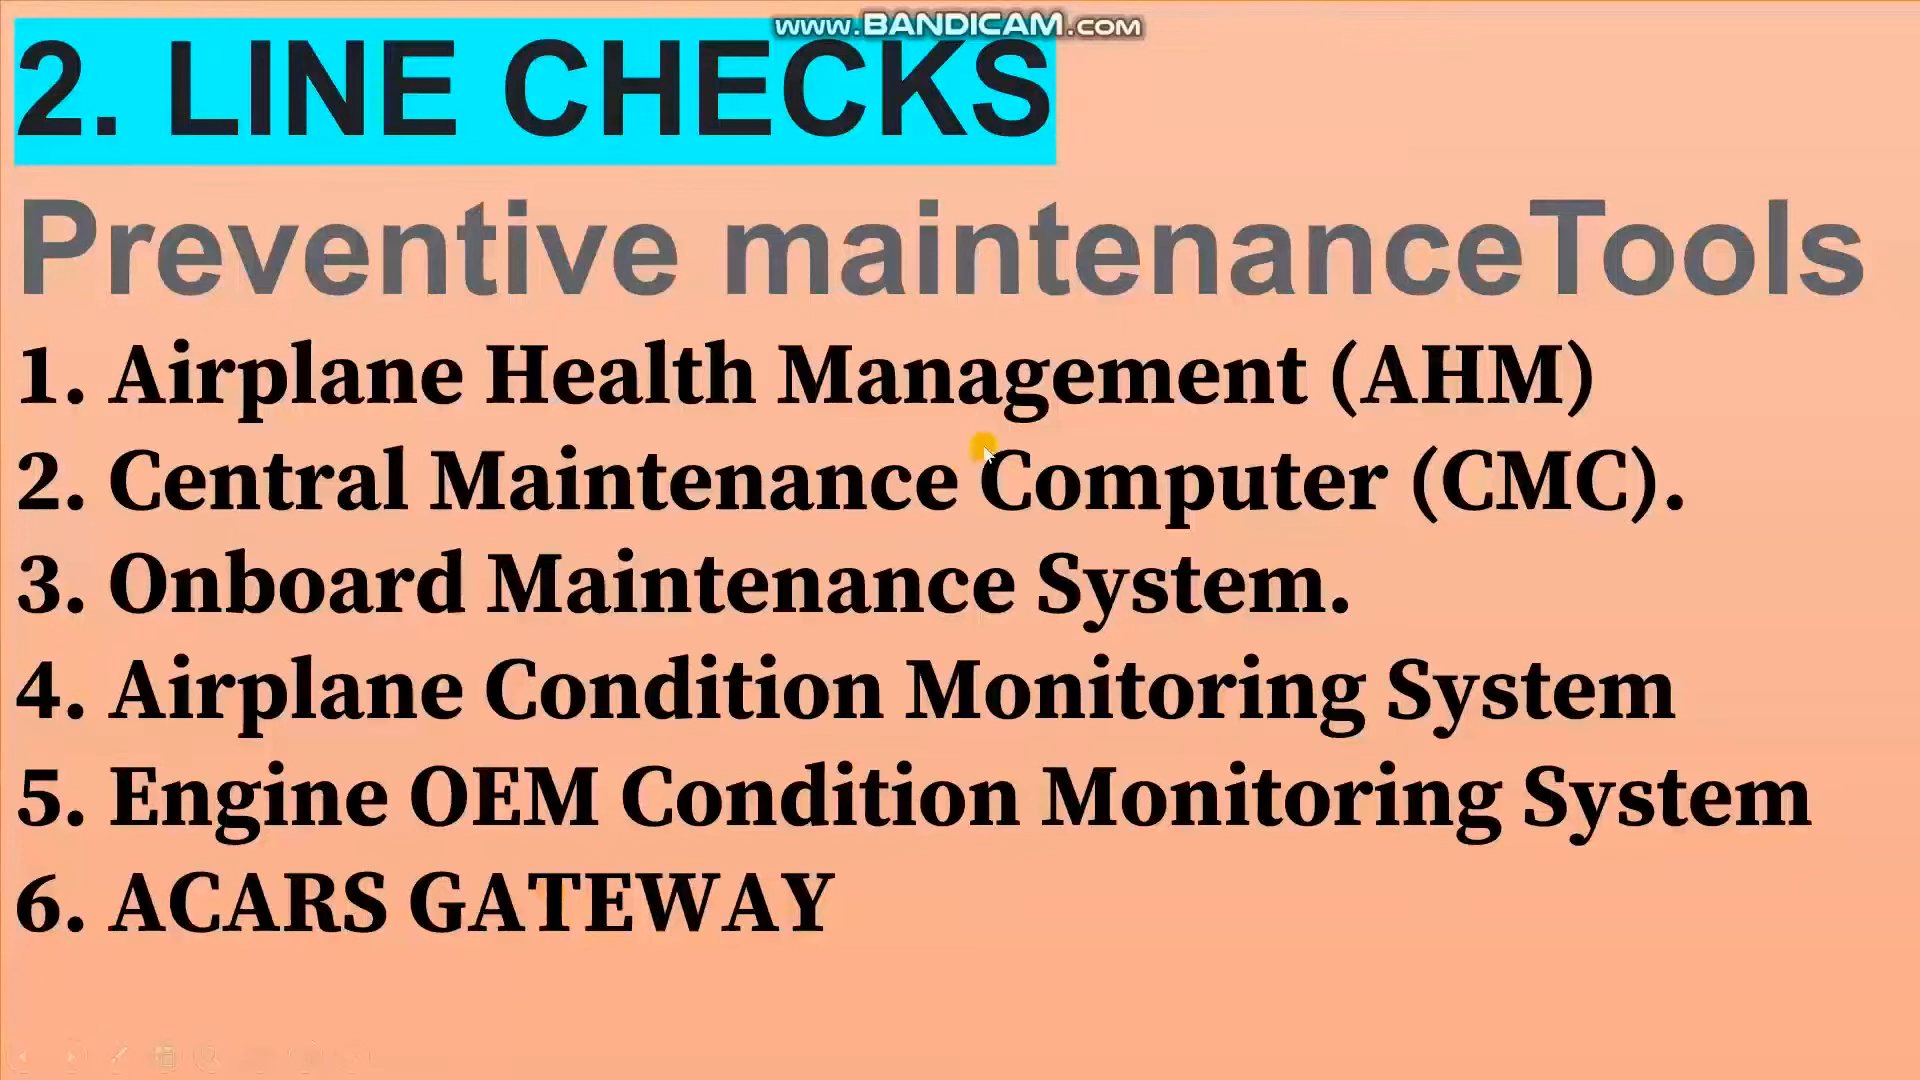 www.BANDICAM.com
2. LINE CHECKS
Preventive maintenanceTools
1. Airplane Health Management (AHM)
2. Central Maintenance Computer (CMC).
3. Onboard Maintenance System.
4. Airplane Condition Monitoring System
5. Engine OEM Condition Monitoring System
6. ACARS GATEWAY